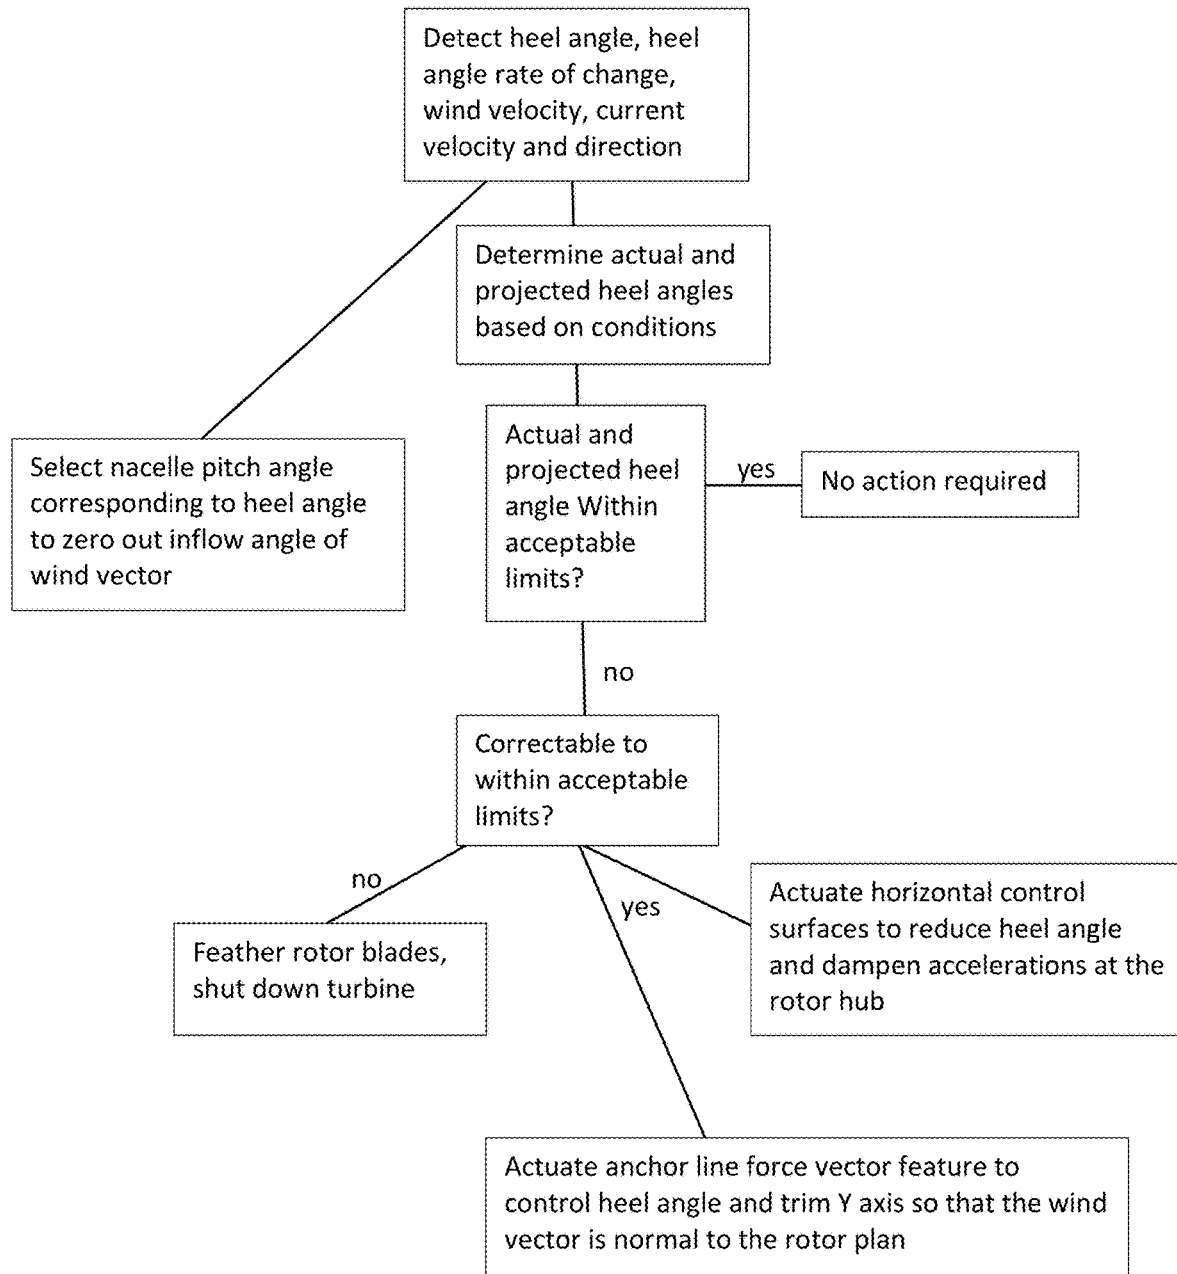 Detect heel angle, heel
angle rate of change,
wind velocity, current
velocity and direction
Determine actual and
projected heel angles
based on conditions
Select nacelle pitch angle
corresponding to heel angle
to zero out inflow angle of
wind vector
Actual and
projected heel
angle Within
acceptable
limits?
yes
No action required
no
Correctable to
within acceptable
limits?
no
yes
Feather rotor blades,
shut down turbine
Actuate horizontal control
surfaces to reduce heel angle
and dampen accelerations at the
rotor hub
Actuate anchor line force vector feature to
control heel angle and trim Y axis so that the wind
vector is normal to the rotor plan